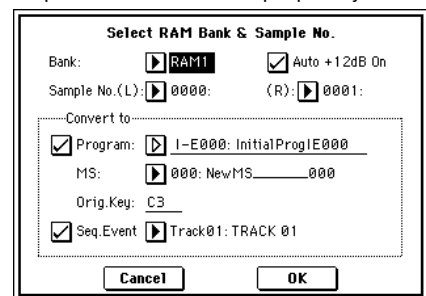 Select RAM Bank & Sample No.
Bank: RAM1 Auto +12dB On
Sample No.(L): 0000: (R): 0001:
Convert to
Program: I-E000: InitialProgIE000
MS: 000: NewMS______000
Orig.Key: C3
Seq.Event Track01: TRACK 01
Cancel OK